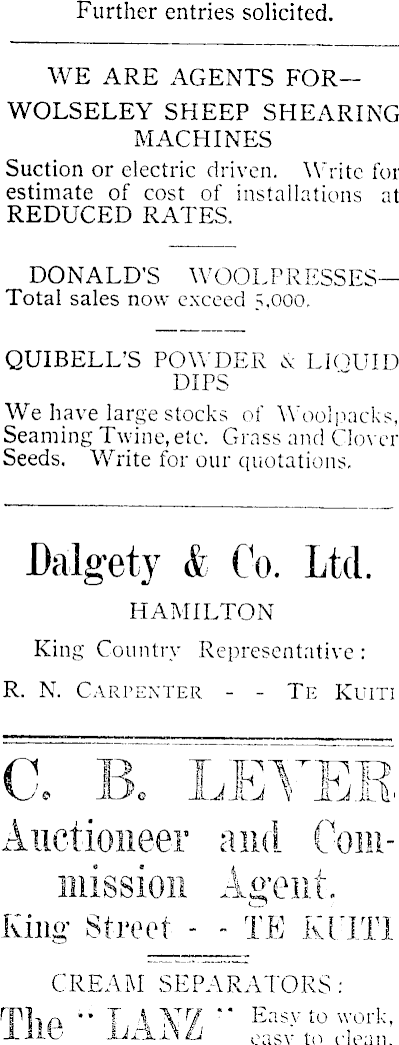 Further entries solicited.
WE ARE AGENTS FOR—
WOLSELEY SHEEP SHEARING
MACHINES
Suction or electric driven. Write for
estimate of cost of installations at
REDUCED RATES.
DONALD'S WOOLPRESSES—
Total sales now exceed 5,000.
QUIBELL'S POWDER & LIQUID
DIPS
We have large stocks of Woolpacks,
Seaming Twine, etc. Grass and Clover
Seeds. Write for our quotations.
Dalgety & Co. Ltd.
HAMILTON
King Country Representative:
R. N. CARPENTER - - TE KUITI
C. B. LEVER
Auctioneer and Com-
mission Agent.
King Street - - TE KUITI
CREAM SEPARATORS:
The "LANZ" Easy to work,
easy to clean.